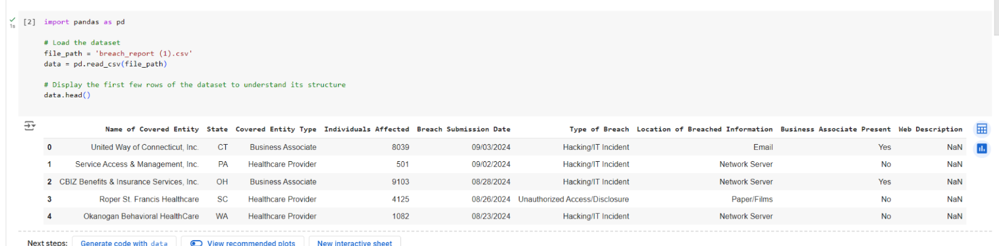 [2] import pandas as pd
1s
# Load the dataset
file_path = 'breach_report (1).csv'
data = pd.read_csv(file_path)
# Display the first few rows of the dataset to understand its structure
data.head()
Name of Covered Entity State Covered Entity Type Individuals Affected Breach Submission Date Type of Breach Location of Breached Information Business Associate Present Web Description
0 United Way of Connecticut, Inc. CT Business Associate 8039 09/03/2024 Hacking/IT Incident Email Yes NaN
1 Service Access & Management, Inc. PA Healthcare Provider 501 09/02/2024 Hacking/IT Incident Network Server No NaN
2 CBIZ Benefits & Insurance Services, Inc. OH Business Associate 9103 08/28/2024 Hacking/IT Incident Network Server Yes NaN
3 Roper St. Francis Healthcare SC Healthcare Provider 4125 08/26/2024 Unauthorized Access/Disclosure Paper/Films No NaN
4 Okanogan Behavioral HealthCare WA Healthcare Provider 1082 08/23/2024 Hacking/IT Incident Network Server No NaN
Next steps: Generate code with data View recommended plots New interactive sheet